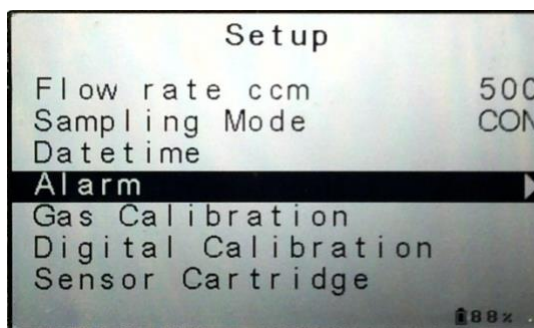 Setup
Flow rate ccm 500
Sampling Mode CON
Datetime
Alarm
Gas Calibration
Digital Calibration
Sensor Cartridge
88%